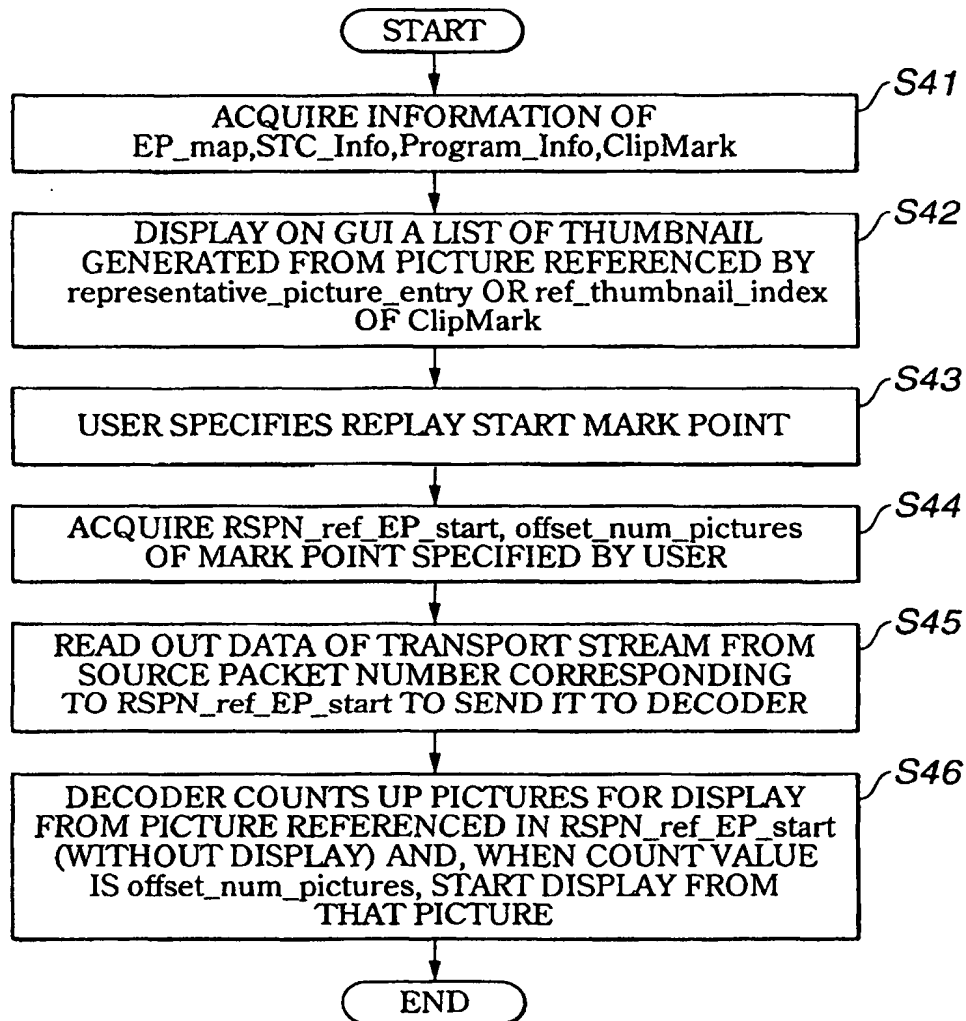 START
S41
ACQUIRE INFORMATION OF
EP_map,STC_Info,Program_Info,ClipMark
S42
DISPLAY ON GUI A LIST OF THUMBNAIL
GENERATED FROM PICTURE REFERENCED BY
representative_picture_entry OR ref_thumbnail_index
OF ClipMark
S43
USER SPECIFIES REPLAY START MARK POINT
S44
ACQUIRE RSPN_ref_EP_start, offset_num_pictures
OF MARK POINT SPECIFIED BY USER
S45
READ OUT DATA OF TRANSPORT STREAM FROM
SOURCE PACKET NUMBER CORRESPONDING
TO RSPN_ref_EP_start TO SEND IT TO DECODER
S46
DECODER COUNTS UP PICTURES FOR DISPLAY
FROM PICTURE REFERENCED IN RSPN_ref_EP_start
(WITHOUT DISPLAY) AND, WHEN COUNT VALUE
IS offset_num_pictures, START DISPLAY FROM
THAT PICTURE
END